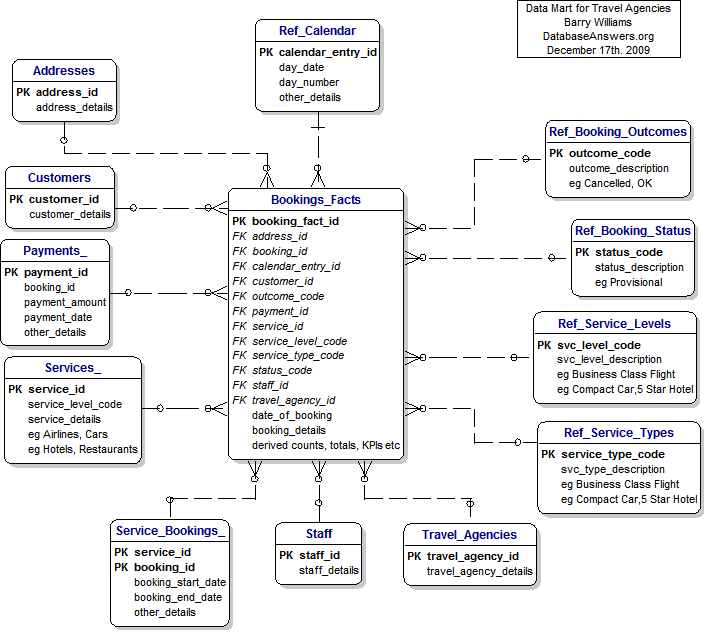 Data Mart for Travel Agencies
Barry Williams
DatabaseAnswers.org
December 17th. 2009
Ref_Calendar
PK calendar_entry_id
day_date
day_number
other_details
Addresses
PK address_id
address_details
Ref_Booking_Outcomes
PK outcome_code
outcome_description
eg Cancelled, OK
Customers
PK customer_id
customer_details
Bookings_Facts
PK booking_fact_id
FK address_id
FK booking_id
FK calendar_entry_id
FK customer_id
FK outcome_code
FK payment_id
FK service_id
FK service_level_code
FK service_type_code
FK status_code
FK staff_id
FK travel_agency_id
date_of_booking
booking_details
derived counts, totals, KPIs etc
Ref_Booking_Status
PK status_code
status_description
eg Provisional
Payments_
PK payment_id
booking_id
payment_amount
payment_date
other_details
Ref_Service_Levels
PK svc_level_code
svc_level_description
eg Business Class Flight
eg Compact Car,5 Star Hotel
Services_
PK service_id
service_level_code
service_details
eg Airlines, Cars
eg Hotels, Restaurants
Ref_Service_Types
PK service_type_code
svc_type_description
eg Business Class Flight
eg Compact Car,5 Star Hotel
Service_Bookings_
PK service_id
PK booking_id
booking_start_date
booking_end_date
other_details
Staff
PK staff_id
staff_details
Travel_Agencies
PK travel_agency_id
travel_agency_details